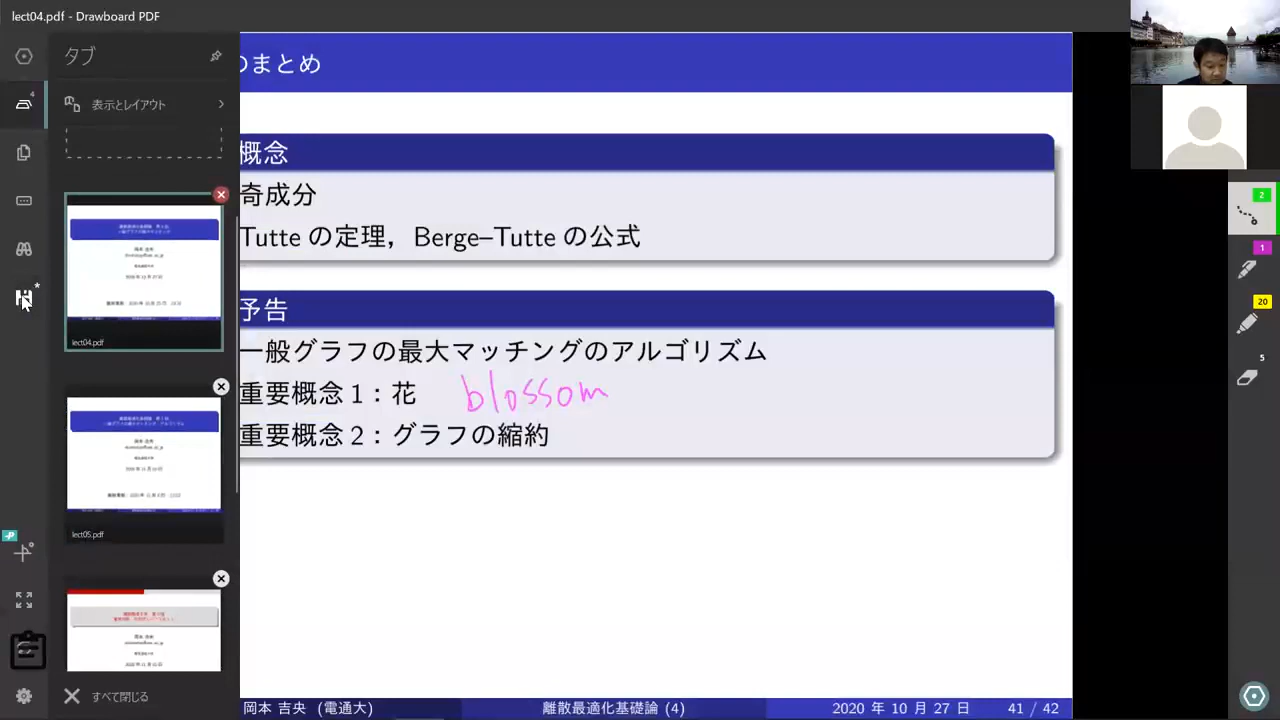 lect04.pdf - Drawboard PDF
タブ
表示とレイアウト
lect04.pdf
lect05.pdf
すべて閉じる
のまとめ
概念
奇成分
Tutte の定理，Berge–Tutte の公式
予告
一般グラフの最大マッチングのアルゴリズム
重要概念 1：花 blossom
重要概念 2：グラフの縮約
岡本 吉央 (電通大) 離散最適化基礎論 (4) 2020 年 10 月 27 日 41 / 42
4
2
1
20
5